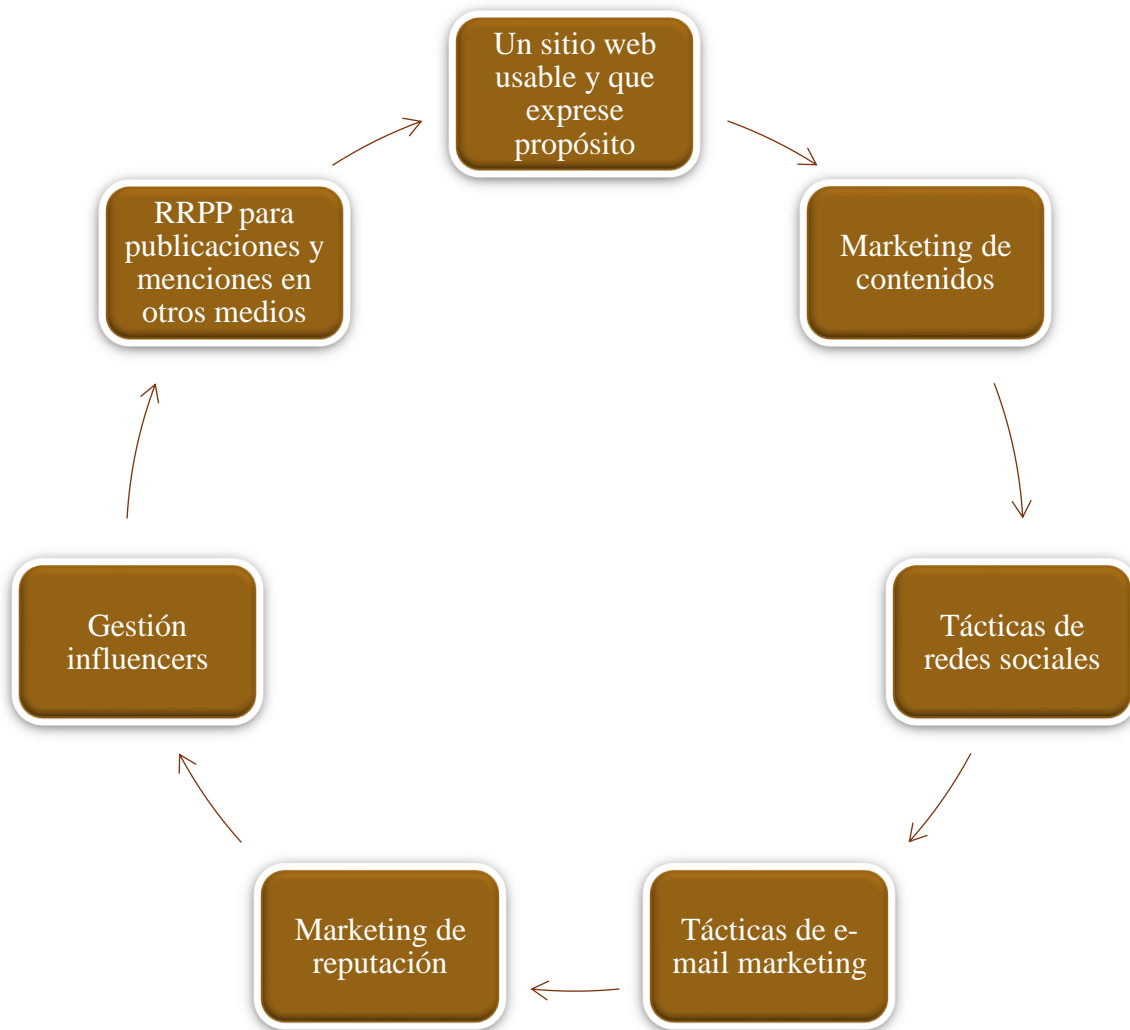 Un sitio web
usable y que
exprese
propósito
Marketing de
contenidos
Tácticas de
redes sociales
Tácticas de e-
mail marketing
Marketing de
reputación
Gestión
influencers
RRPP para
publicaciones y
menciones en
otros medios